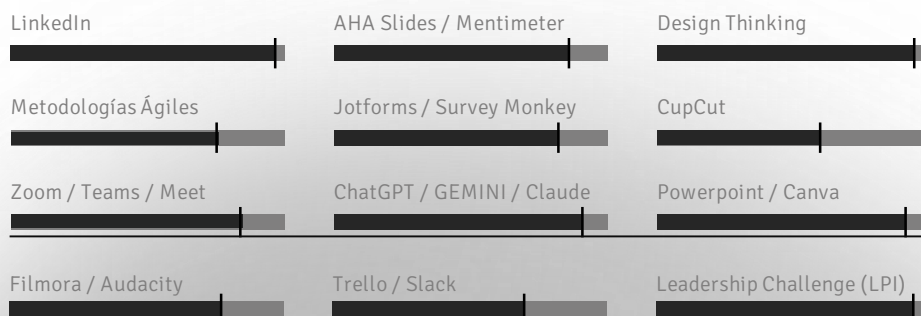 LinkedIn
AHA Slides / Mentimeter
Design Thinking
Metodologías Ágiles
Jotforms / Survey Monkey
CupCut
Zoom / Teams / Meet
ChatGPT / GEMINI / Claude
Powerpoint / Canva
Filmora / Audacity
Trello / Slack
Leadership Challenge (LPI)